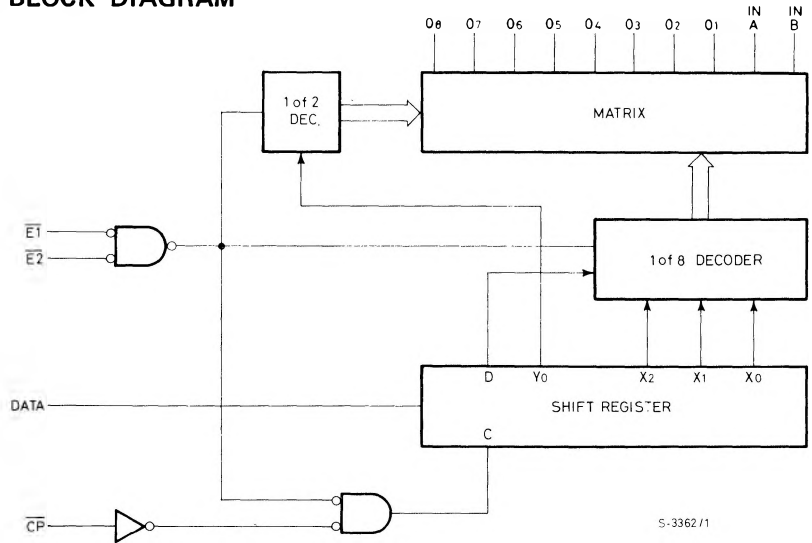 BLOCK DIAGRAM
O8 O7 O6 O5 O4 O3 O2 O1 IN A IN B
1 of 2
DEC.
MATRIX
E1
E2
1 of 8 DECODER
D Y0 X2 X1 X0
DATA
SHIFT REGISTER
C
CP
S-3362/1